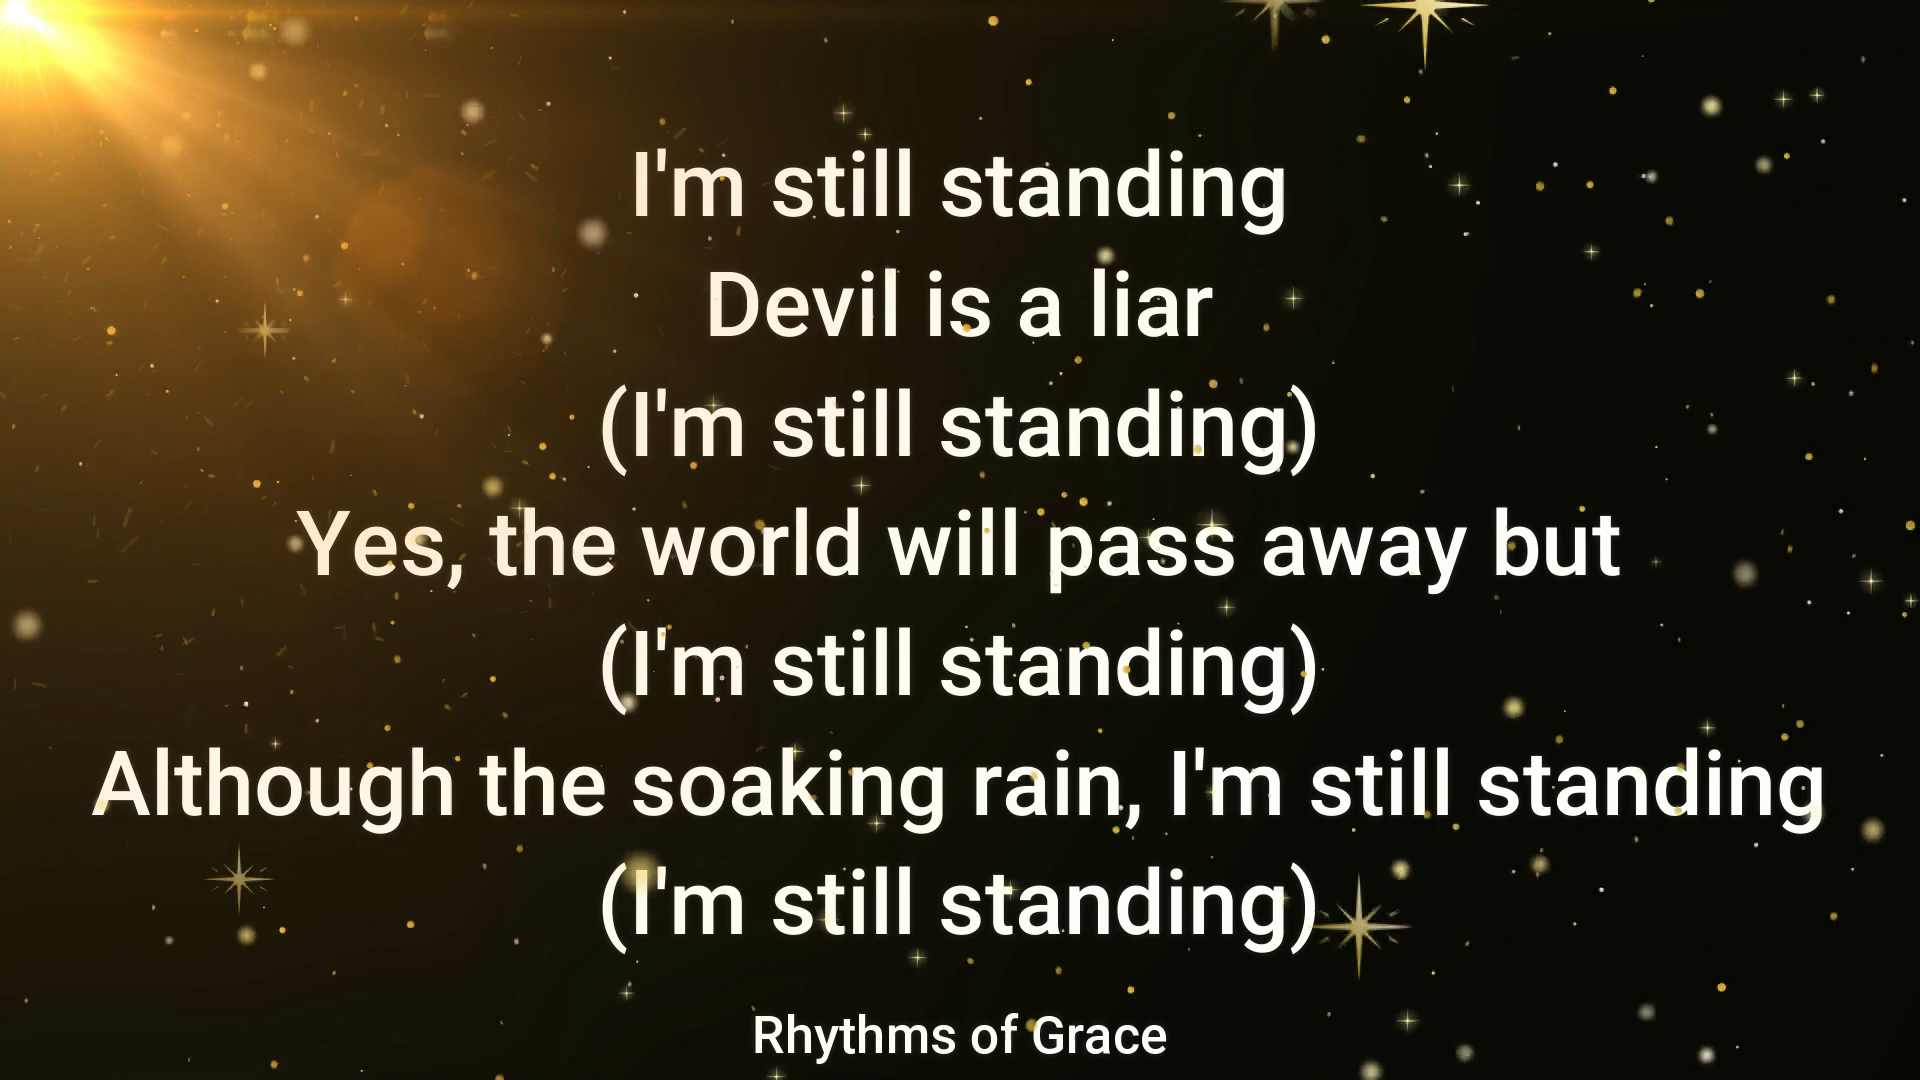 I'm still standing
Devil is a liar
(I'm still standing)
Yes, the world will pass away but
(I'm still standing)
Although the soaking rain, I'm still standing
(I'm still standing)
Rhythms of Grace